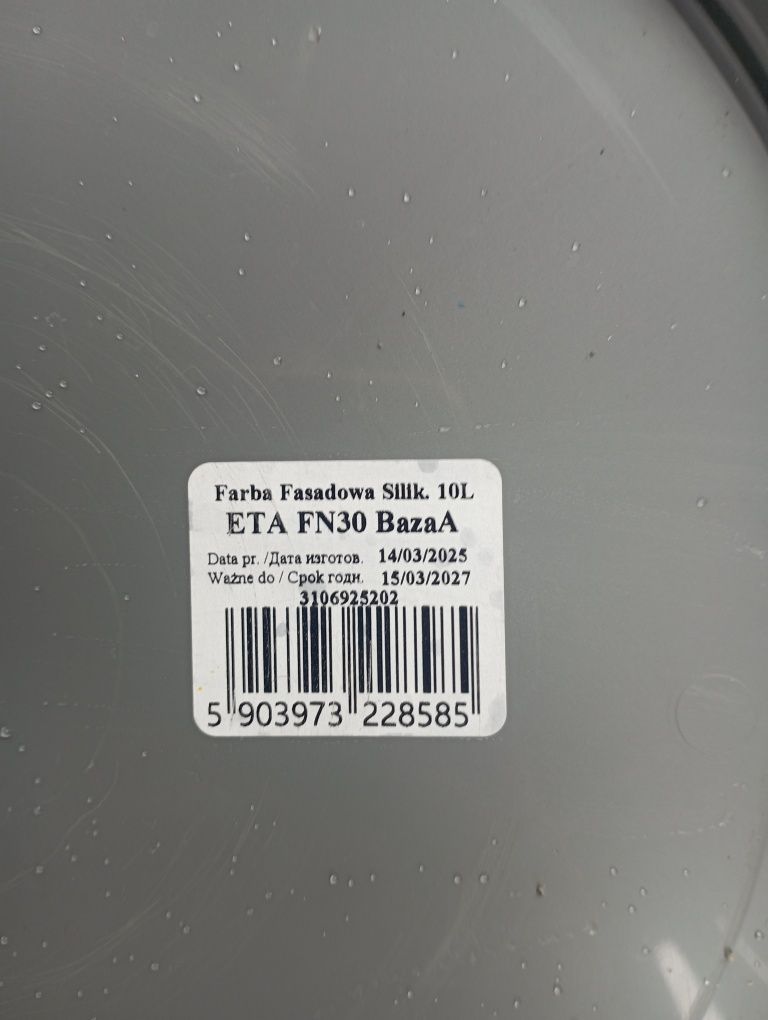 Farba Fasadowa Silik. 10L
ETA FN30 BazaA
Data pr. /Дата изготов. 14/03/2025
Ważne do / Срок годн. 15/03/2027
3106925202
5 903973 228585